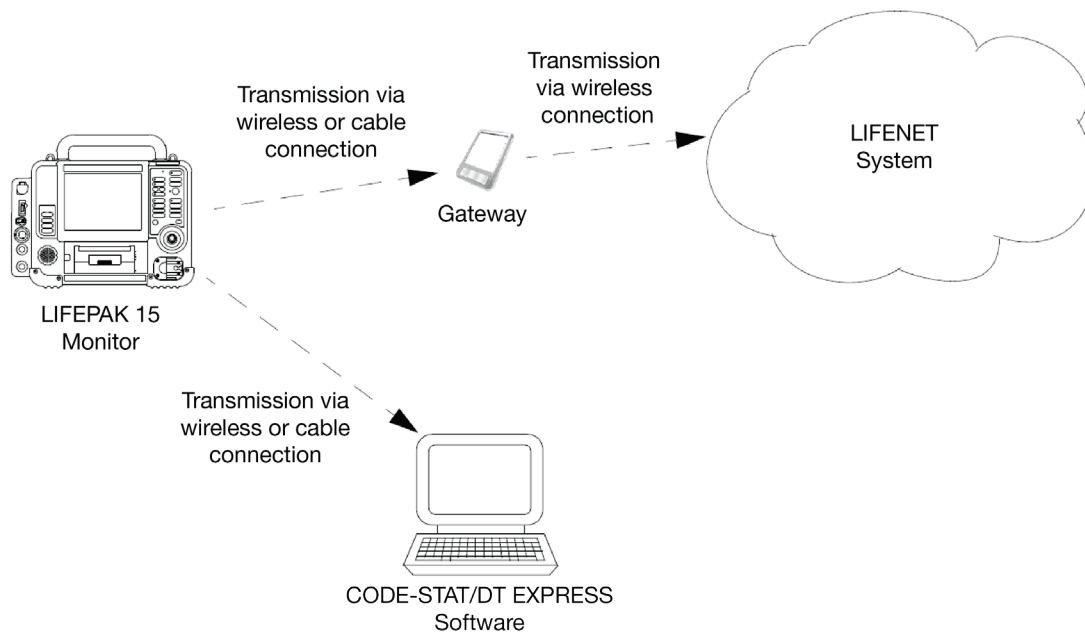 Transmission via
wireless or cable
connection
Transmission
via wireless
connection
LIFENET
System
Gateway
LIFEPAK 15
Monitor
Transmission via
wireless or cable
connection
CODE-STAT/DT EXPRESS
Software